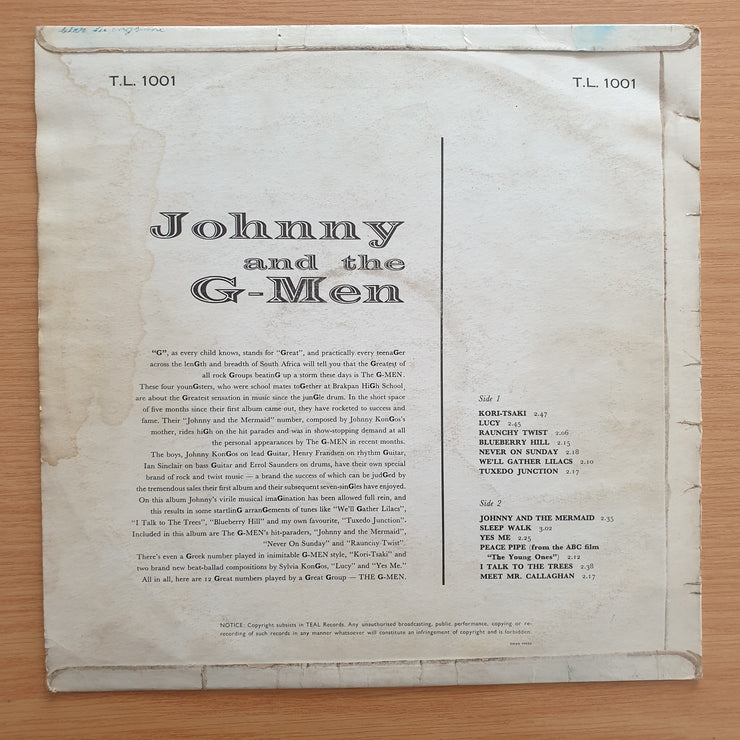 T.L. 1001
T.L. 1001
Johnny
and the
G-Men
"G", as every child knows, stands for "Great", and practically every teenaGer
across the lenGth and breadth of South Africa will tell you that the Greatest of
all rock Groups beatinG up a storm these days is The G-MEN.
These four younGsters, who were school mates toGether at Brakpan HiGh School
are about the Greatest sensation in music since the junGle drum. In the short space
of five months since their first album came out, they have rocketed to success and
fame. Their "Johnny and the Mermaid" number, composed by Johnny KonGos's
mother, rides hiGh on the hit parades and was in show-stopping demand at all
the personal appearances by The G-MEN in recent months.
The boys, Johnny KonGos on lead Guitar, Henry Frandsen on rhythm Guitar,
Ian Sinclair on bass Guitar and Errol Saunders on drums, have their own special
brand of rock and twist music — a brand the success of which can be judGed by
the tremendous sales their first album and their subsequent seven-sinGles have enjoyed.
On this album Johnny's virile musical imaGination has been allowed full rein, and
this results in some startlinG arranGements of tunes like "We'll Gather Lilacs",
"I Talk to The Trees", "Blueberry Hill" and my own favourite, "Tuxedo Junction".
Included in this album are The G-MEN's hit-paraders, "Johnny and the Mermaid",
"Never On Sunday" and "Raunchy Twist".
There's even a Greek number played in inimitable G-MEN style, "Kori-Tsaki" and
two brand new beat-ballad compositions by Sylvia KonGos, "Lucy" and "Yes Me."
All in all, here are 12 Great numbers played by a Great Group — THE G-MEN.
Side 1
KORI-TSAKI 2.47
LUCY 2.45
RAUNCHY TWIST 2.06
BLUEBERRY HILL 2.15
NEVER ON SUNDAY 2.18
WE'LL GATHER LILACS 2.10
TUXEDO JUNCTION 2.17
Side 2
JOHNNY AND THE MERMAID 2.35
SLEEP WALK 3.02
YES ME 2.25
PEACE PIPE (from the ABC film
"The Young Ones") 2.12
I TALK TO THE TREES 2.38
MEET MR. CALLAGHAN 2.17
NOTICE: Copyright subsists in TEAL Records. Any unauthorised broadcasting, public performance, copying or re-
recording of such records in any manner whatsoever will constitute an infringement of copyright and is forbidden.